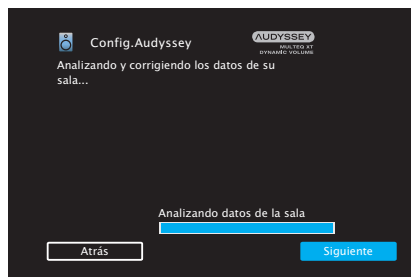 Config.Audyssey
AUDYSSEY
MULTEQ XT
DYNAMIC VOLUME
Analizando y corrigiendo los datos de su
sala...
Analizando datos de la sala
Atrás
Siguiente